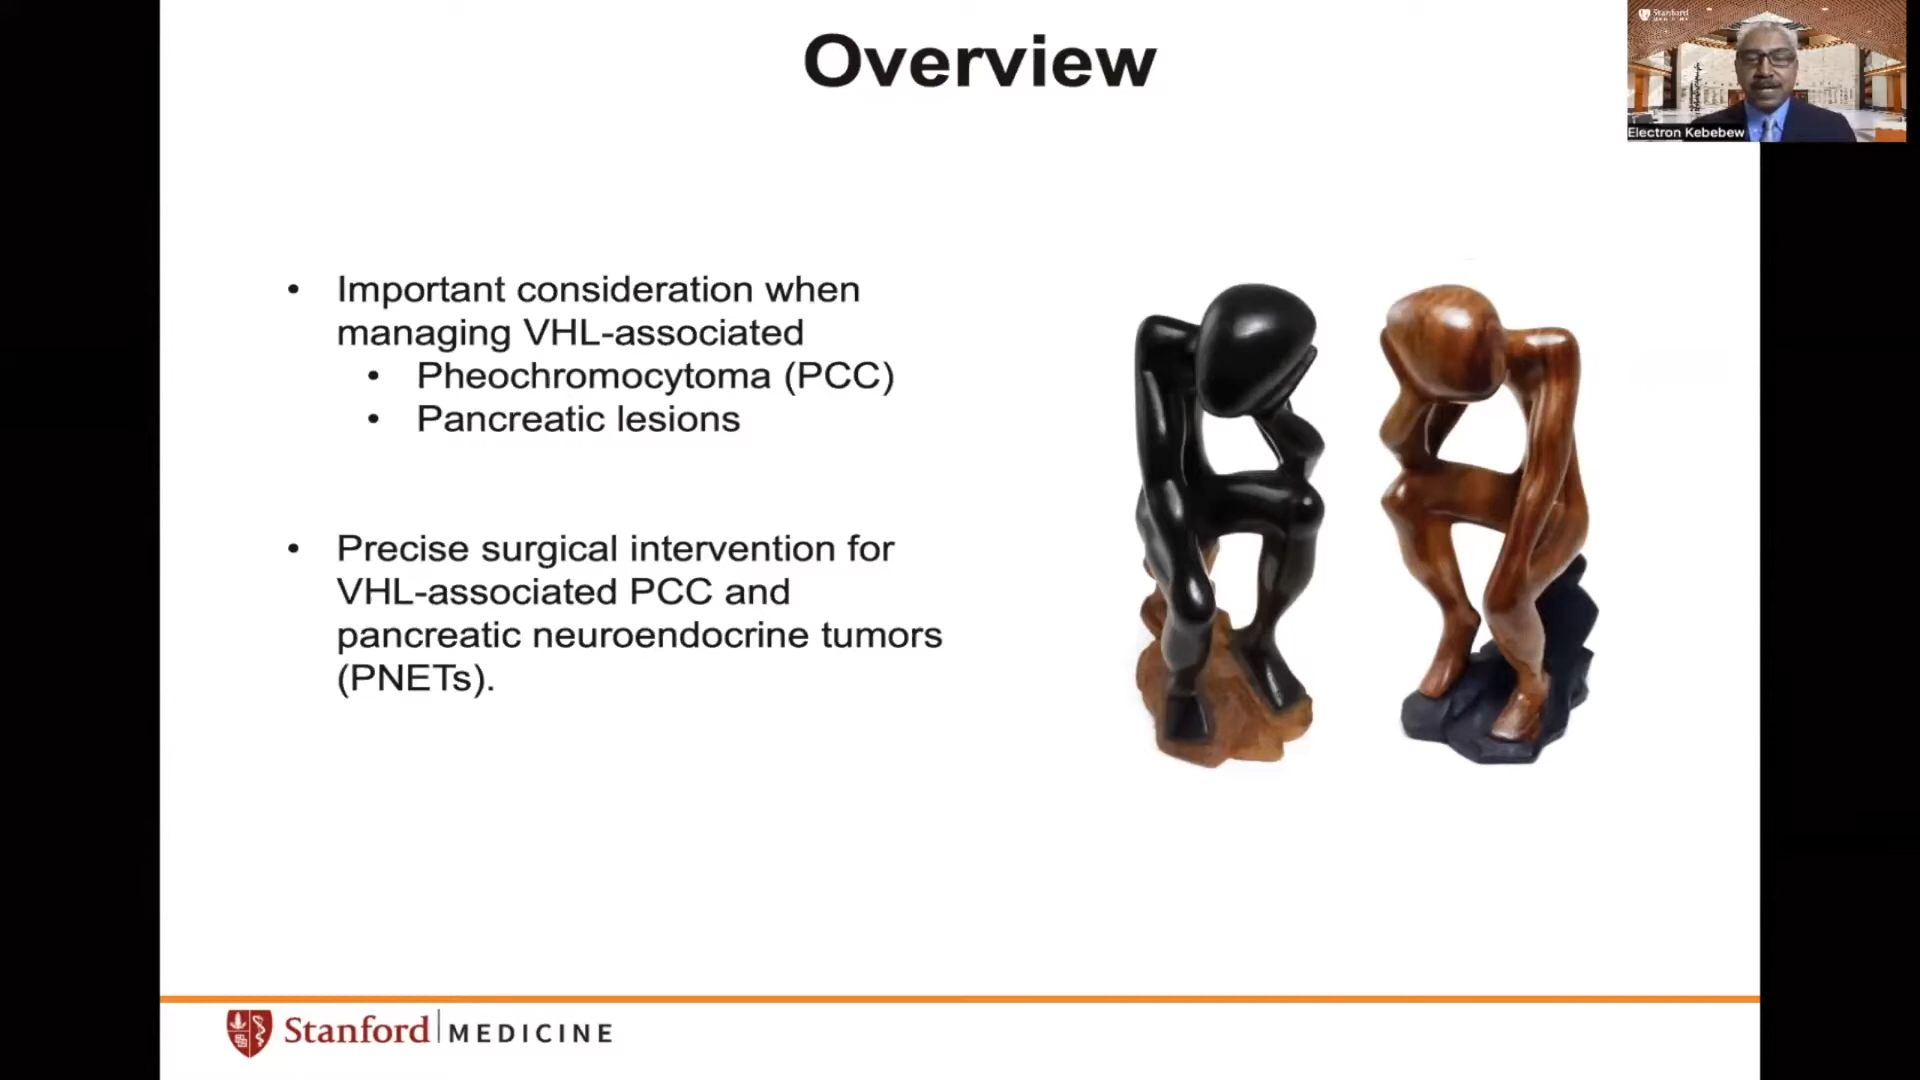 Overview
Stanford
Electron Kebebew
• Important consideration when
managing VHL-associated
• Pheochromocytoma (PCC)
• Pancreatic lesions
• Precise surgical intervention for
VHL-associated PCC and
pancreatic neuroendocrine tumors
(PNETs).
Stanford MEDICINE